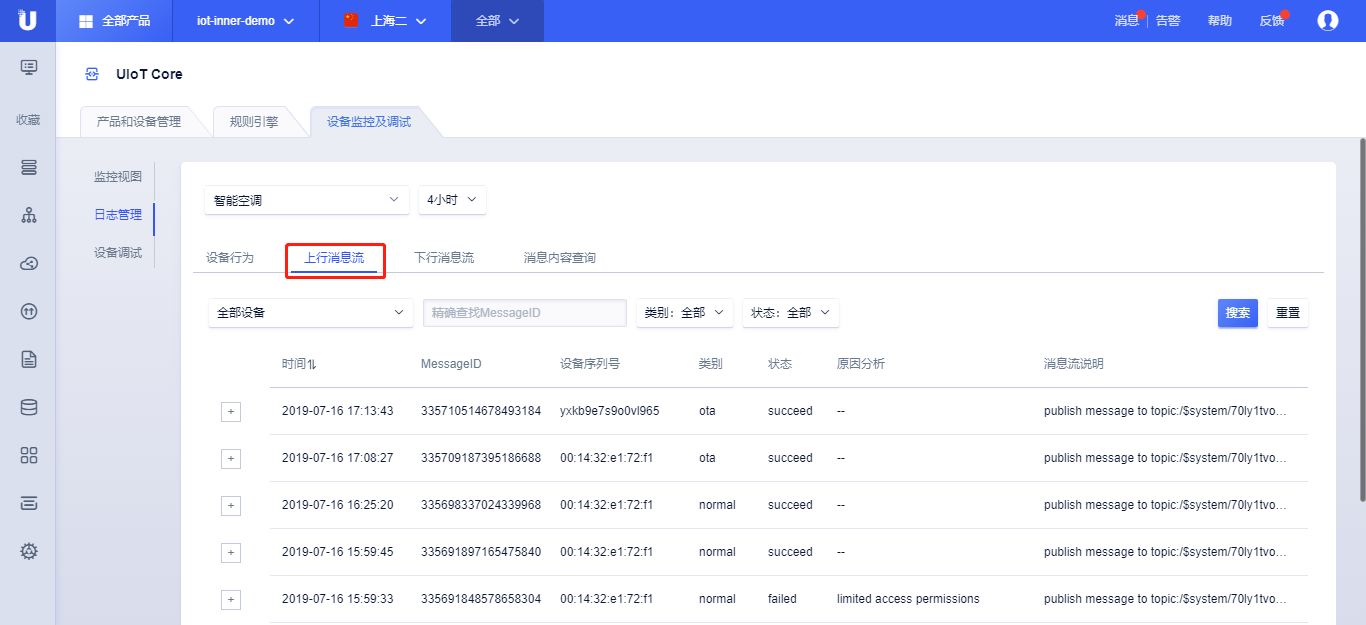 全部产品 iot-inner-demo 上海二 全部 消息 告警 帮助 反馈
UIoT Core
收藏
产品和设备管理 规则引擎 设备监控及调试
监控视图
日志管理
设备调试
智能空调 4小时
设备行为 上行消息流 下行消息流 消息内容查询
全部设备 精确查找MessageID 类别：全部 状态：全部 搜索 重置
时间 MessageID 设备序列号 类别 状态 原因分析 消息流说明
+ 2019-07-16 17:13:43 335710514678493184 yxkb9e7s9o0vl965 ota succeed -- publish message to topic:/$system/70ly1tvo...
+ 2019-07-16 17:08:27 335709187395186688 00:14:32:e1:72:f1 ota succeed -- publish message to topic:/$system/70ly1tvo...
+ 2019-07-16 16:25:20 335698337024339968 00:14:32:e1:72:f1 normal succeed -- publish message to topic:/$system/70ly1tvo...
+ 2019-07-16 15:59:45 335691897165475840 00:14:32:e1:72:f1 normal succeed -- publish message to topic:/$system/70ly1tvo...
+ 2019-07-16 15:59:33 335691848578658304 00:14:32:e1:72:f1 normal failed limited access permissions publish message to topic:/$system/70ly1tvo...